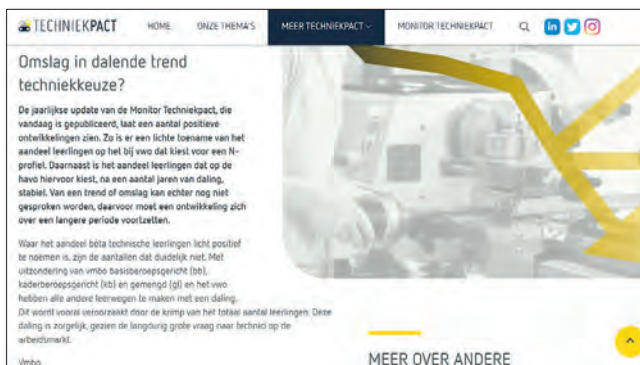 TECHNIEKPACT
HOME
ONZE THEMA'S
MEER TECHNIEKPACT
MONITOR TECHNIEKPACT
in
Omslag in dalende trend
techniekkeuze?
De jaarlijkse update van de Monitor Techniekpact, die
vandaag is gepubliceerd, laat een aantal positieve
ontwikkelingen zien. Zo is er een lichte toename van het
aandeel leerlingen op het bij vwo dat kiest voor een N-
profiel. Daarnaast is het aandeel leerlingen dat op de
havo hiervoor kiest, na een aantal jaren van daling,
stabiel. Van een trend of omslag kan echter nog niet
gesproken worden, daarvoor moet een ontwikkeling zich
over een langere periode voortzetten.
Waar het aandeel bèta technische leerlingen licht positief
te noemen is, zijn de aantallen dat duidelijk niet. Met
uitzondering van vmbo basisberoepsgericht (bb),
kaderberoepsgericht (kb) en gemengd (gl) en het vwo
hebben alle andere leerwegen te maken met een daling.
Dit wordt vooral veroorzaakt door de krimp van het totaal aantal leerlingen. Deze
daling is zorgelijk, gezien de langdurig grote vraag naar technici op de
arbeidsmarkt.
Vmbo
MEER OVER ANDERE